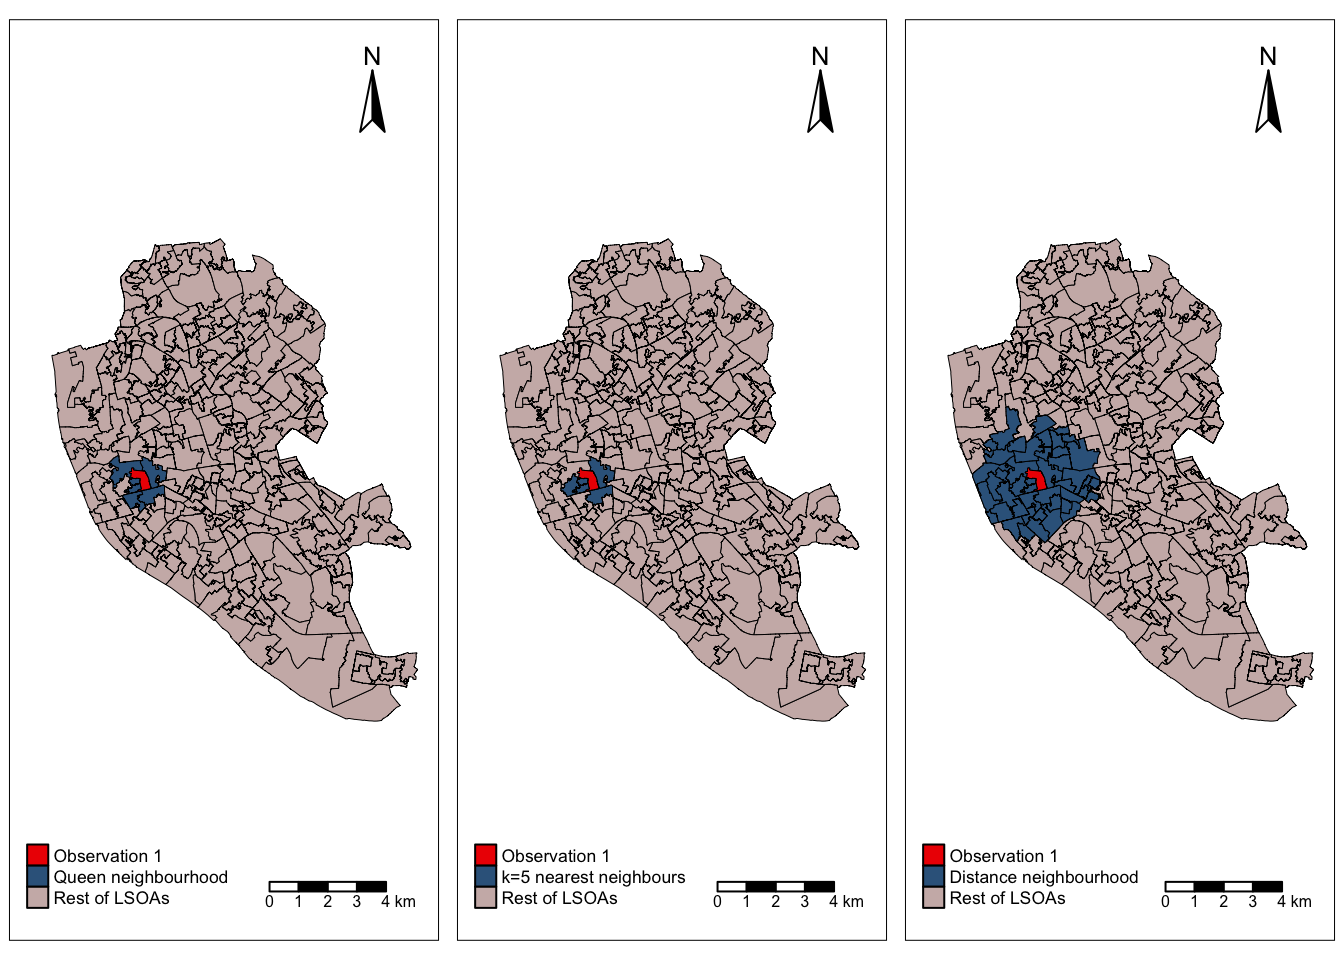 N
Observation 1
Queen neighbourhood
Rest of LSOAs
0 1 2 3 4 km
N
Observation 1
k=5 nearest neighbours
Rest of LSOAs
0 1 2 3 4 km
N
Observation 1
Distance neighbourhood
Rest of LSOAs
0 1 2 3 4 km